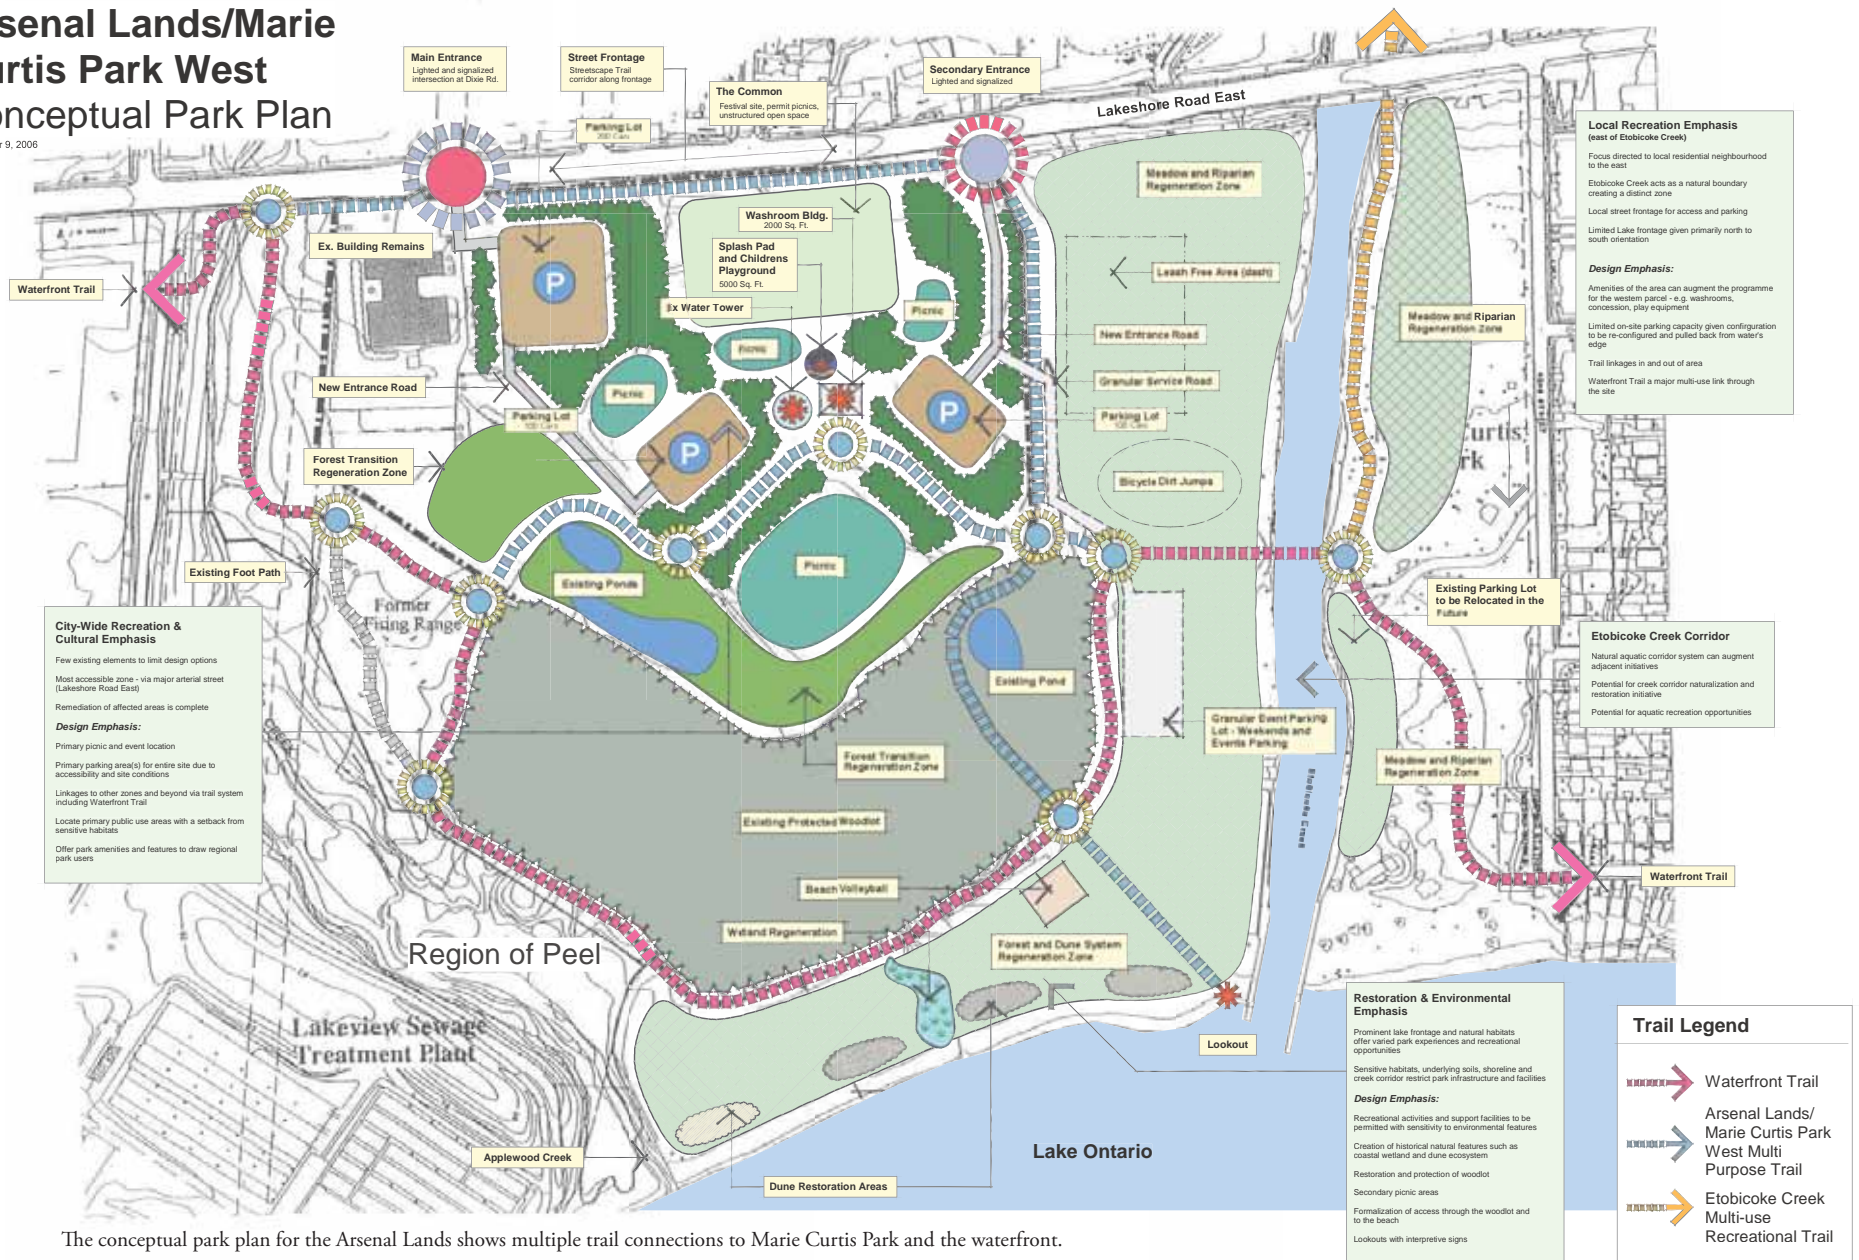 senal Lands/Marie
urtis Park West
onceptual Park Plan
r 9, 2006
Main Entrance
Lighted and signalized
intersection at Dixie Rd.
Street Frontage
Streetscape Trail
corridor along frontage
The Common
Festival site, permit picnics,
unstructured open space
Secondary Entrance
Lighted and signalized
Lakeshore Road East
Parking Lot
200 Cars
Local Recreation Emphasis
(east of Etobicoke Creek)
Focus directed to local residential neighbourhood
to the east
Etobicoke Creek acts as a natural boundary
creating a distinct zone
Local street frontage for access and parking
Limited Lake frontage given primarily north to
south orientation
Design Emphasis:
Amenities of the area can augment the programme
for the western parcel - e.g. washrooms,
concession, play equipment
Limited on-site parking capacity given confirguration
to be re-configured and pulled back from water's
edge
Trail linkages in and out of area
Waterfront Trail a major multi-use link through
the site
Meadow and Riparian
Regeneration Zone
Washroom Bldg.
2000 Sq. Ft.
Ex. Building Remains
Splash Pad
and Childrens
Playground
5000 Sq. Ft.
Leash Free Area (dash)
Waterfront Trail
P
Ex Water Tower
Picnic
Meadow and Riparian
Regeneration Zone
New Entrance Road
Picnic
New Entrance Road
Granular Service Road
Picnic
Parking Lot
100 Cars
P
Parking Lot
100 Cars
urtis
rk
Forest Transition
Regeneration Zone
P
Bicycle Dirt Jumps
Existing Foot Path
Existing Ponds
Picnic
Former
Firing Range
Existing Parking Lot
to be Relocated in the
Future
City-Wide Recreation &
Cultural Emphasis
Few existing elements to limit design options
Most accessible zone - via major arterial street
(Lakeshore Road East)
Remediation of affected areas is complete
Design Emphasis:
Primary picnic and event location
Primary parking area(s) for entire site due to
accessibility and site conditions
Linkages to other zones and beyond via trail system
including Waterfront Trail
Locate primary public use areas with a setback from
sensitive habitats
Offer park amenities and features to draw regional
park users
Etobicoke Creek Corridor
Natural aquatic corridor system can augment
adjacent initiatives
Potential for creek corridor naturalization and
restoration initiative
Potential for aquatic recreation opportunities
Existing Pond
Granular Event Parking
Lot - Weekends and
Events Parking
Forest Transition
Regeneration Zone
Meadow and Riparian
Regeneration Zone
Etobicoke Creek
Existing Protected Woodlot
Beach Volleyball
Waterfront Trail
Wetland Regeneration
Forest and Dune System
Regeneration Zone
Region of Peel
Lakeview Sewage
Treatment Plant
Lookout
Restoration & Environmental
Emphasis
Prominent lake frontage and natural habitats
offer varied park experiences and recreational
opportunities
Sensitive habitats, underlying soils, shoreline and
creek corridor restrict park infrastructure and facilities
Design Emphasis:
Recreational activities and support facilities to be
permitted with sensitivity to environmental features
Creation of historical natural features such as
coastal wetland and dune ecosystem
Restoration and protection of woodlot
Secondary picnic areas
Formalization of access through the woodlot and
to the beach
Lookouts with interpretive signs
Trail Legend
Waterfront Trail
Arsenal Lands/
Marie Curtis Park
West Multi
Purpose Trail
Etobicoke Creek
Multi-use
Recreational Trail
Applewood Creek
Lake Ontario
Dune Restoration Areas
The conceptual park plan for the Arsenal Lands shows multiple trail connections to Marie Curtis Park and the waterfront.